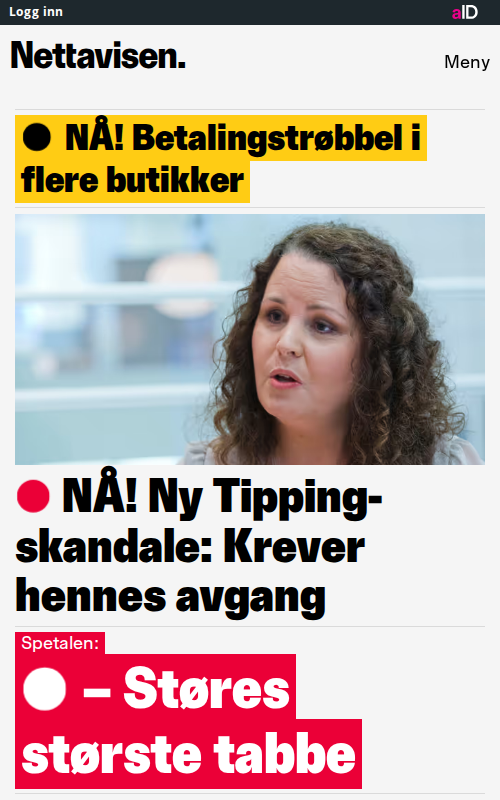 Logg inn
aID
Nettavisen.
Meny
NÅ! Betalingstrøbbel i
flere butikker
NÅ! Ny Tipping-
skandale: Krever
hennes avgang
Spetalen:
– Støres
største tabbe